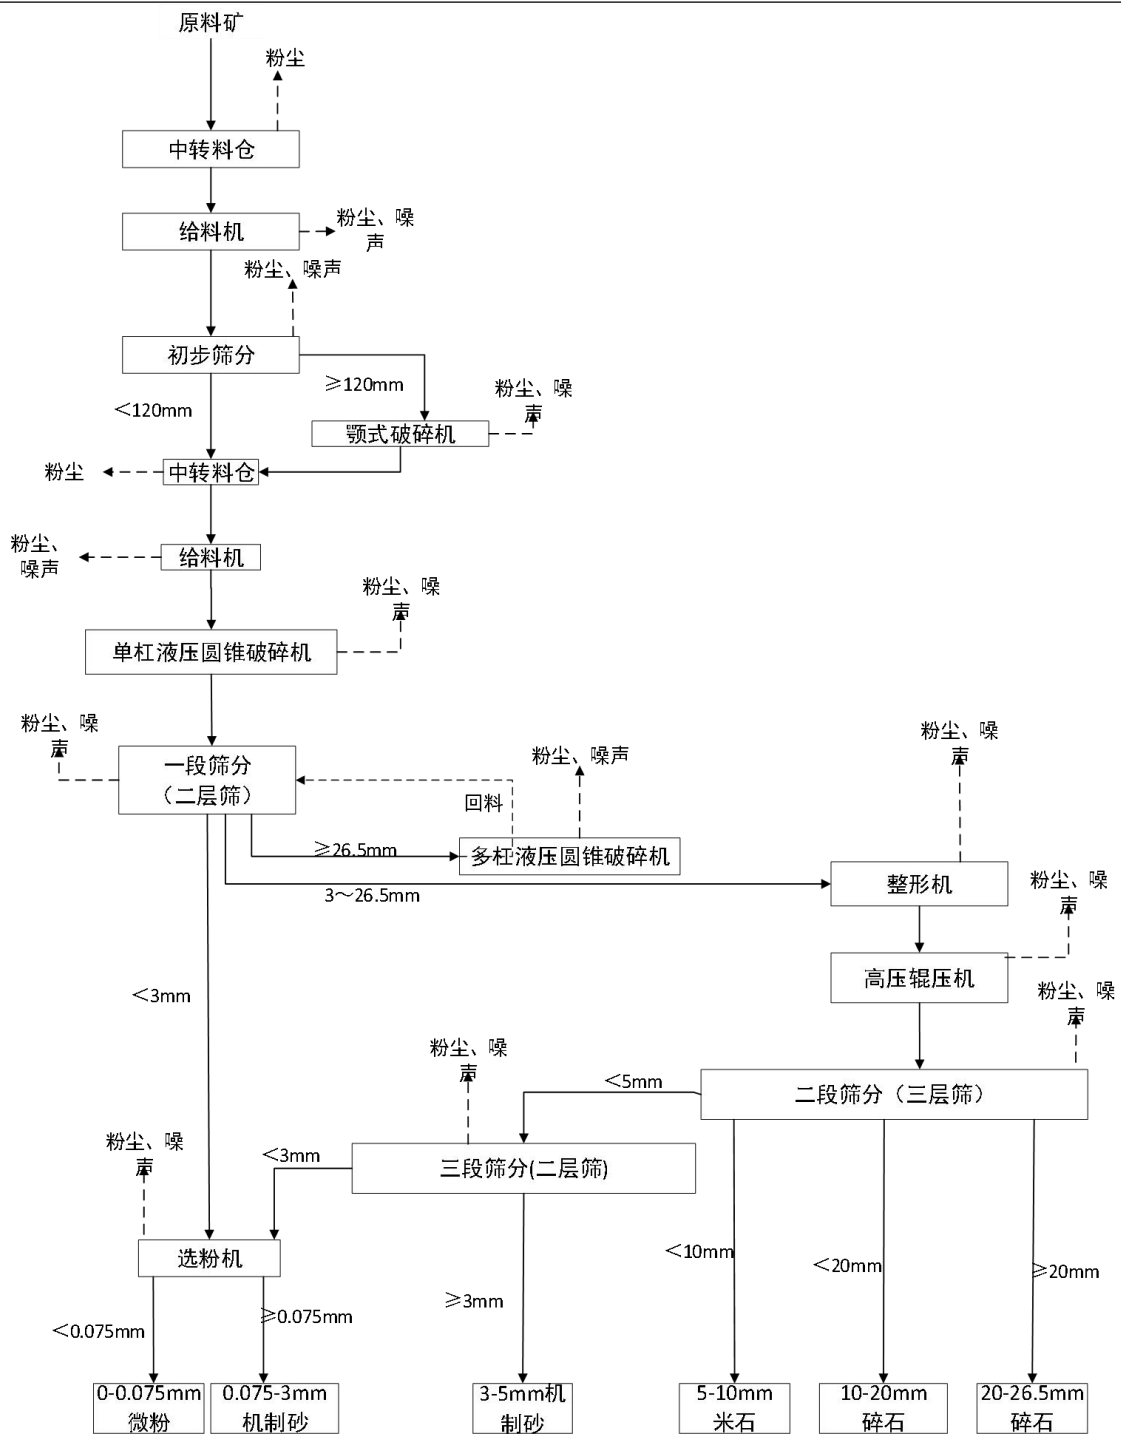 原料矿
粉尘
中转料仓
粉尘、噪
声
给料机
粉尘、噪声
初步筛分
≥120mm
粉尘、噪
声
<120mm
颚式破碎机
粉尘
中转料仓
粉尘、
噪声
给料机
粉尘、噪
声
单杠液压圆锥破碎机
粉尘、噪
声
粉尘、噪
声
一段筛分
（二层筛）
粉尘、噪声
回料
≥26.5mm
多杠液压圆锥破碎机
3～26.5mm
整形机
粉尘、噪
声
高压辊压机
<3mm
粉尘、噪
声
粉尘、噪
声
<5mm
二段筛分（三层筛）
粉尘、噪
声
<3mm
三段筛分(二层筛)
选粉机
<10mm
<20mm
≥20mm
≥3mm
<0.075mm
≥0.075mm
0-0.075mm
微粉
0.075-3mm
机制砂
3-5mm机
制砂
5-10mm
米石
10-20mm
碎石
20-26.5mm
碎石